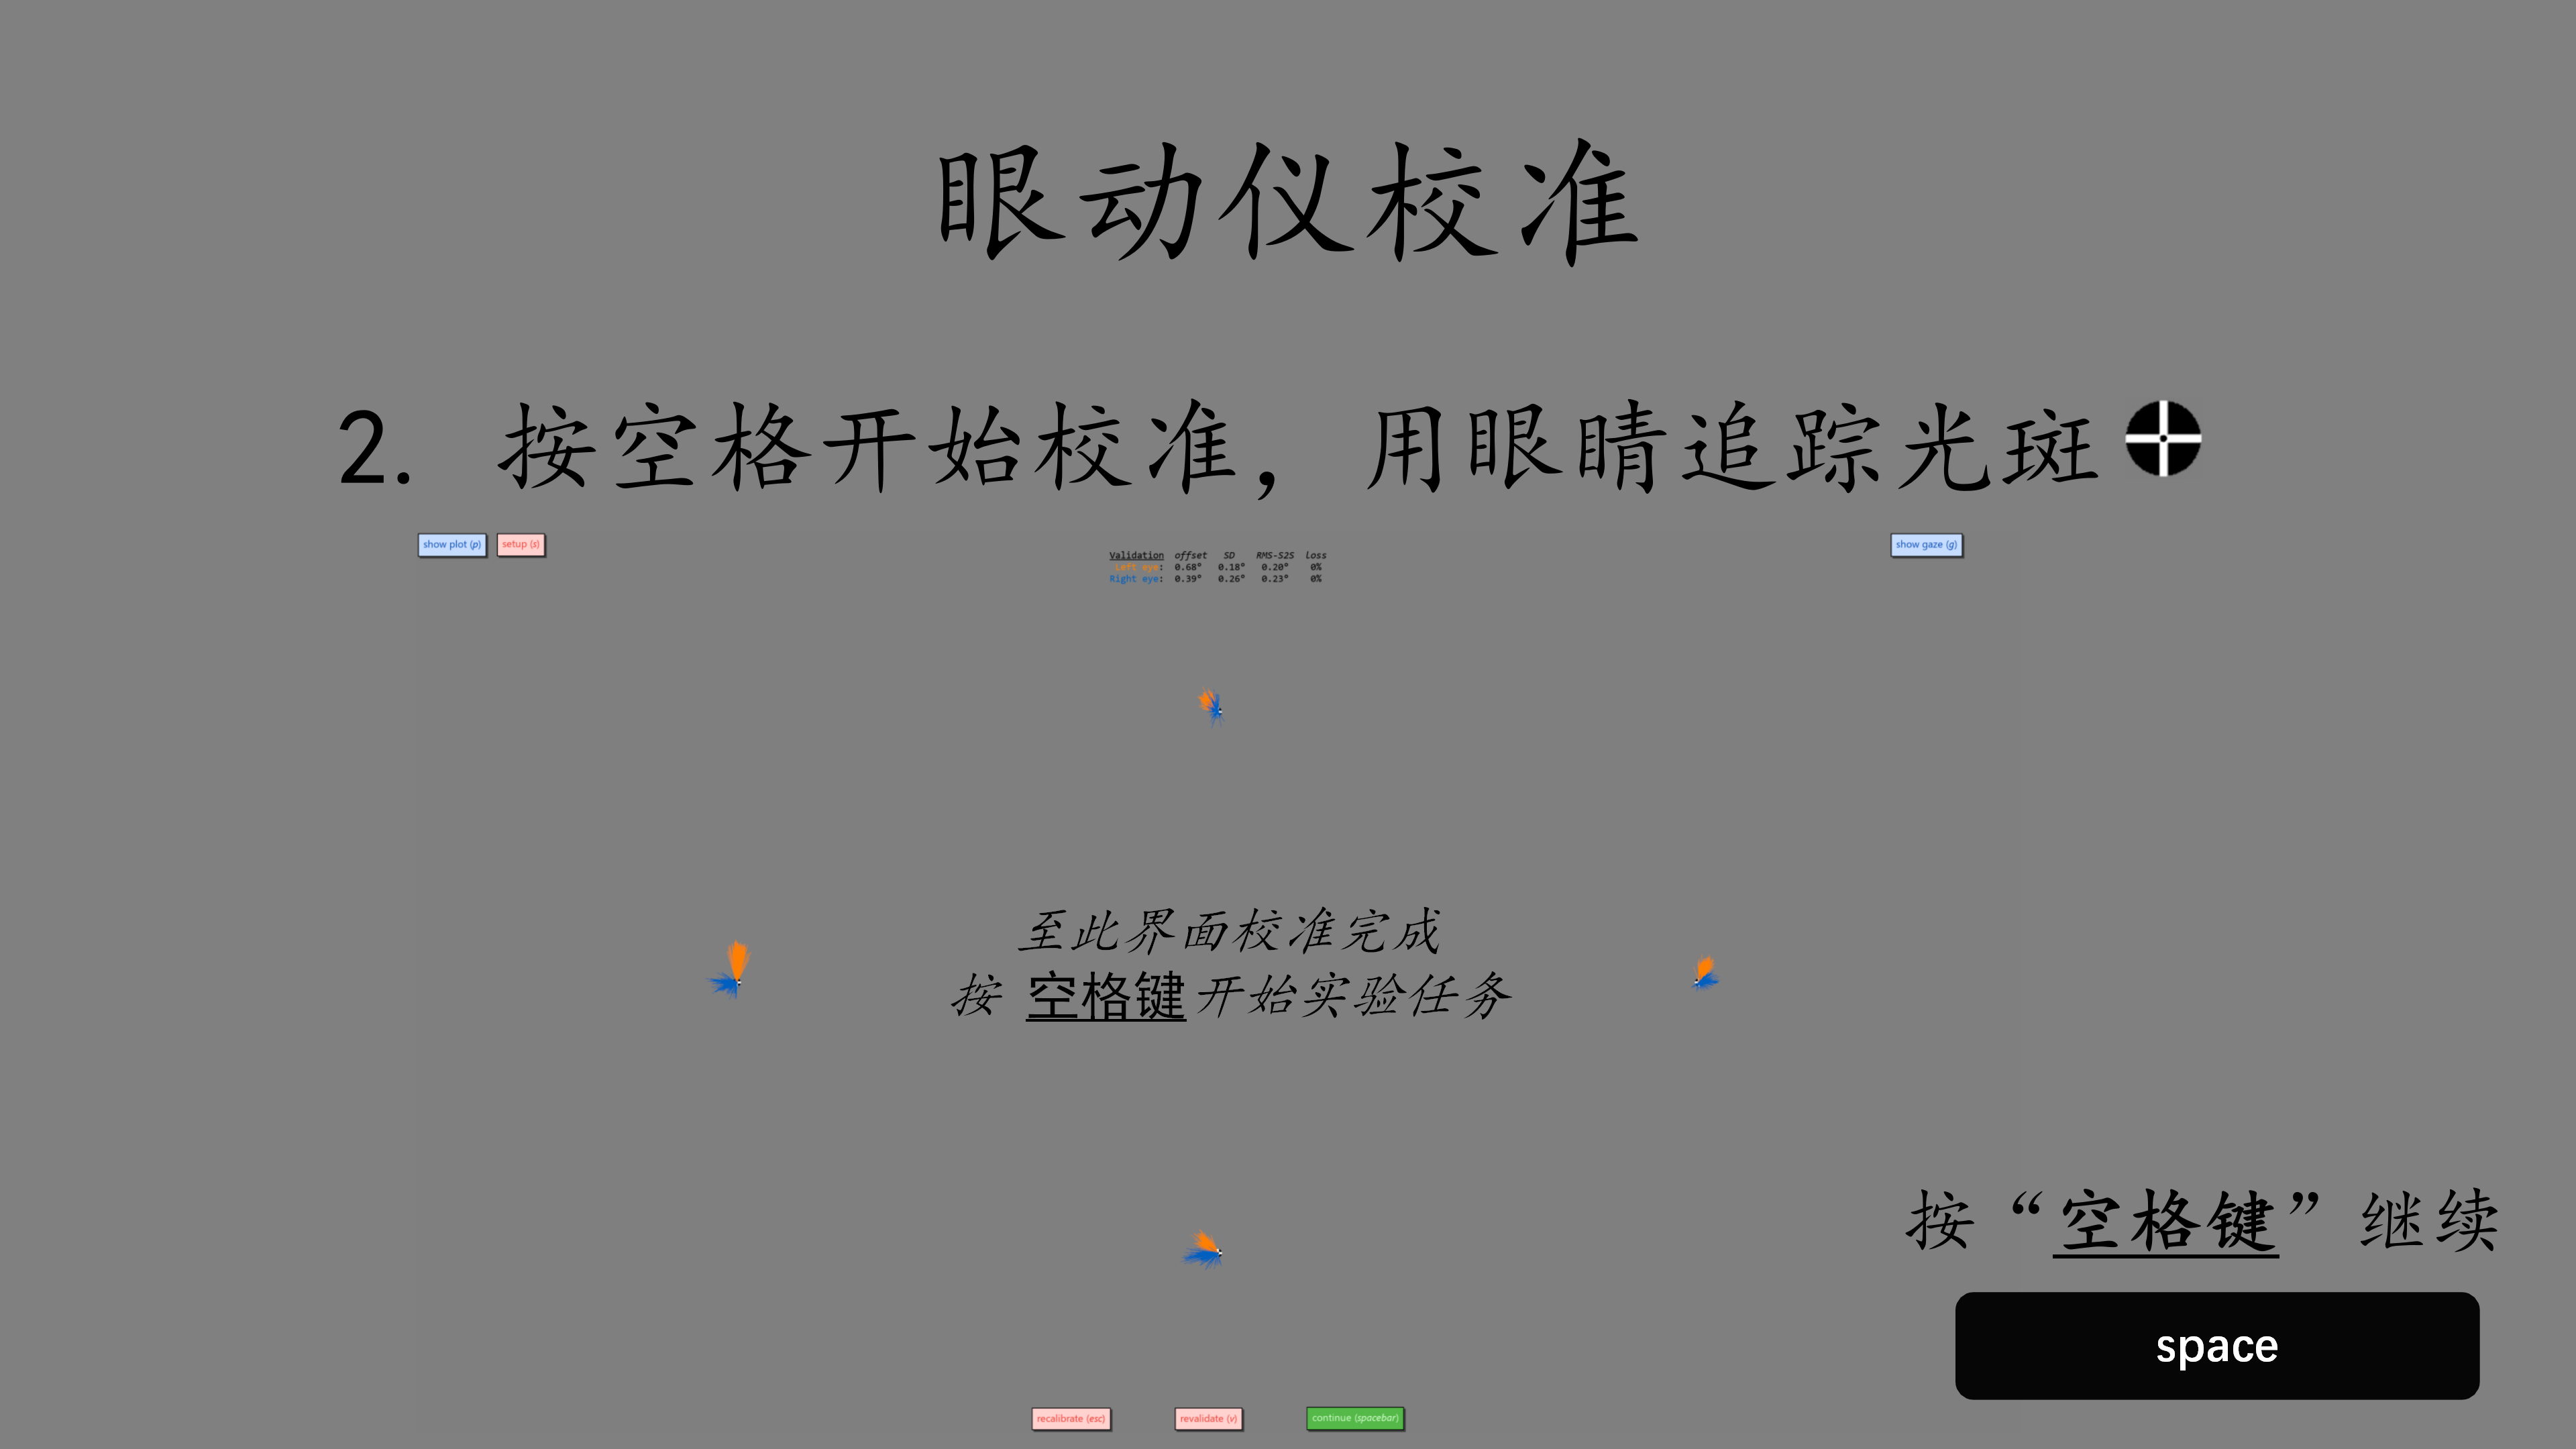 眼动仪校准
2. 按空格开始校准，用眼睛追踪光斑
show plot (p) setup (s)
show gaze (g)
Validation offset SD RMS-S2S loss
Left eye: 0.68° 0.18° 0.20° 0%
Right eye: 0.39° 0.26° 0.23° 0%
至此界面校准完成
按 空格键 开始实验任务
按“空格键”继续
space
recalibrate (esc) revalidate (v) continue (spacebar)